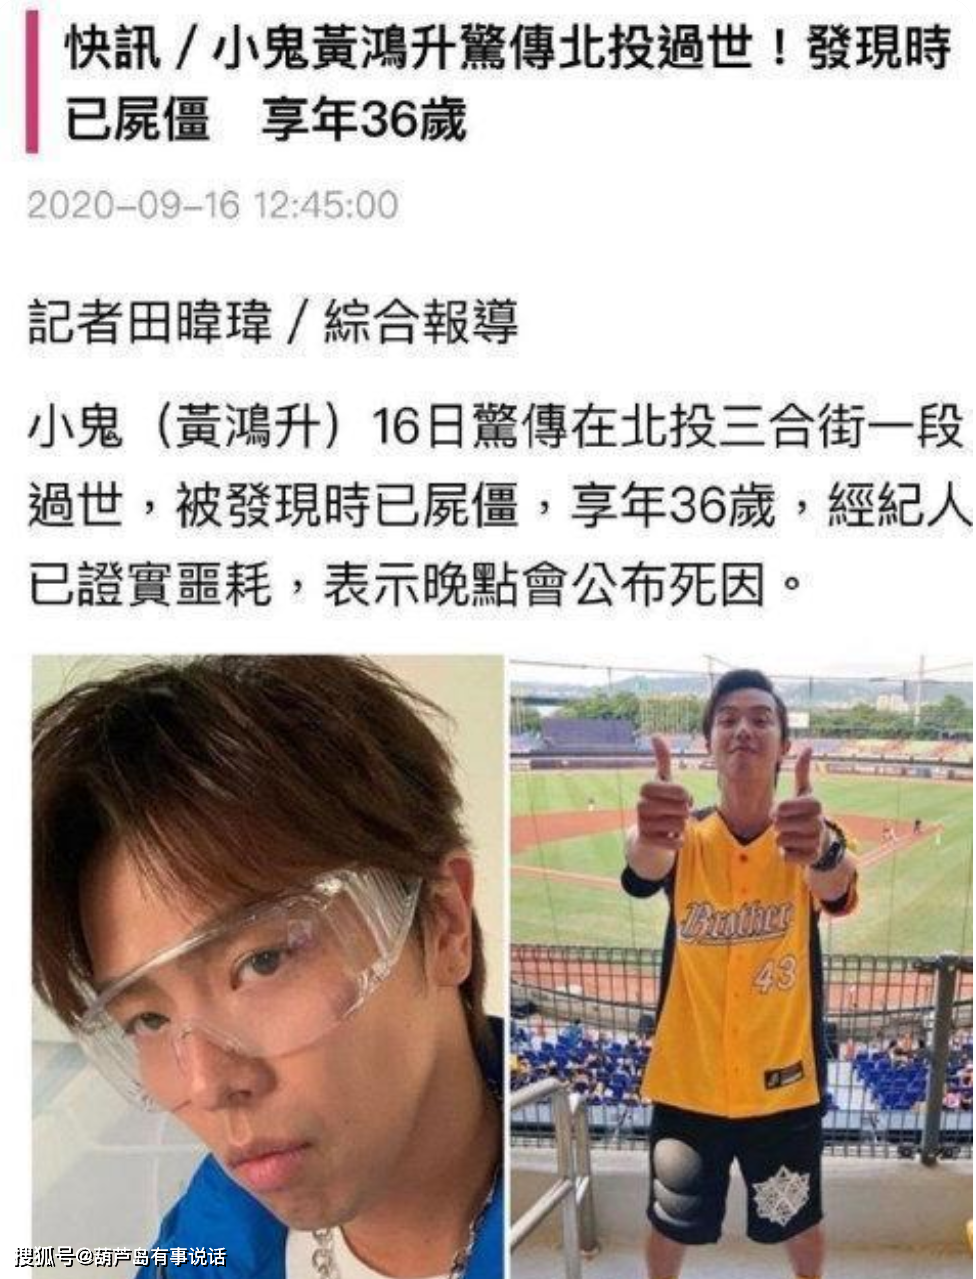 快訊／小鬼黃鴻升驚傳北投過世！發現時
已屍僵　享年36歲
2020-09-16 12:45:00
記者田暐瑋／綜合報導
小鬼（黃鴻升）16日驚傳在北投三合街一段
過世，被發現時已屍僵，享年36歲，經紀人
已證實噩耗，表示晚點會公布死因。
Brothers
43
搜狐号@葫芦岛有事说话